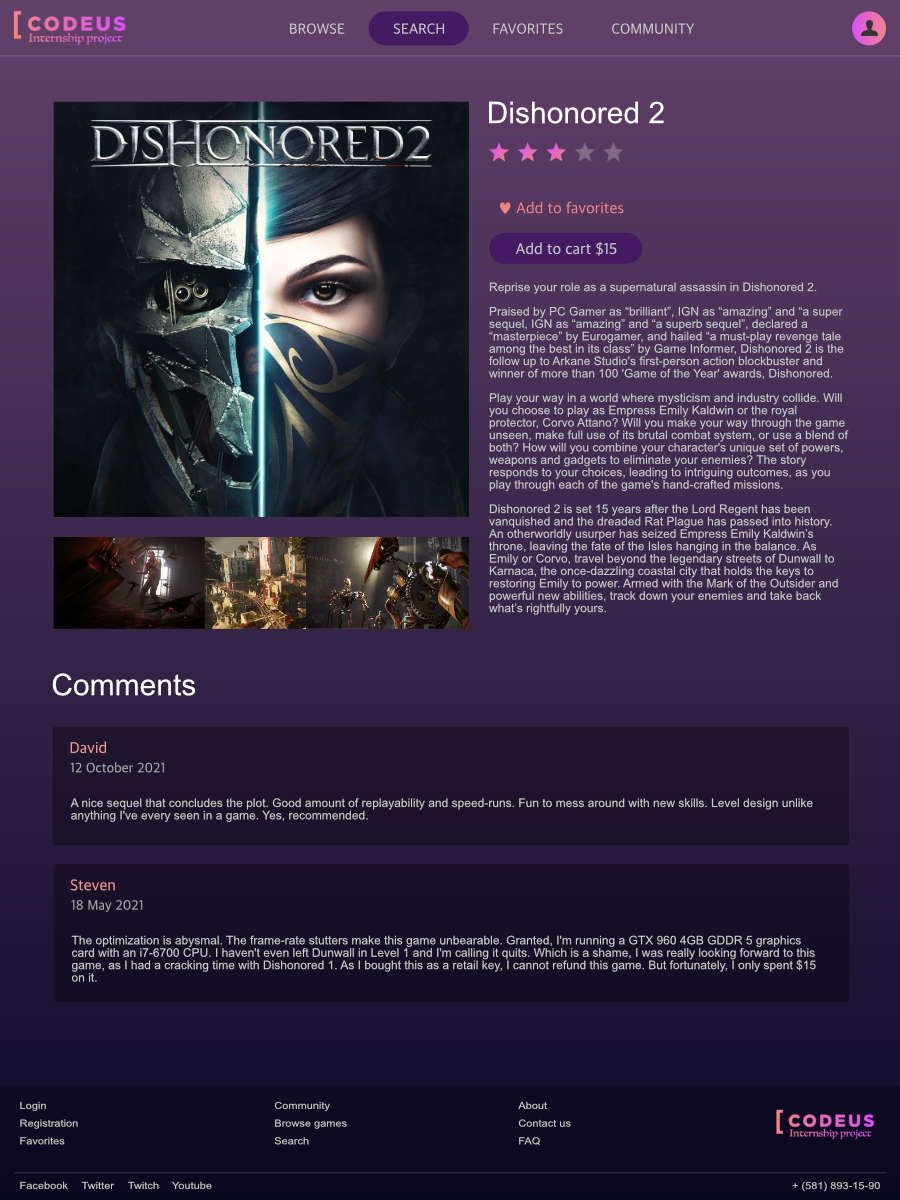 CODEUS
Internship project
BROWSE
SEARCH
FAVORITES
COMMUNITY
DISHONORED2
Dishonored 2
Add to favorites
Add to cart $15
Reprise your role as a supernatural assassin in Dishonored 2.
Praised by PC Gamer as “brilliant”, IGN as “amazing” and “a super
sequel, IGN as “amazing” and “a superb sequel”, declared a
“masterpiece” by Eurogamer, and hailed “a must-play revenge tale
among the best in its class” by Game Informer, Dishonored 2 is the
follow up to Arkane Studio's first-person action blockbuster and
winner of more than 100 'Game of the Year' awards, Dishonored.
Play your way in a world where mysticism and industry collide. Will
you choose to play as Empress Emily Kaldwin or the royal
protector, Corvo Attano? Will you make your way through the game
unseen, make full use of its brutal combat system, or use a blend of
both? How will you combine your character's unique set of powers,
weapons and gadgets to eliminate your enemies? The story
responds to your choices, leading to intriguing outcomes, as you
play through each of the game's hand-crafted missions.
Dishonored 2 is set 15 years after the Lord Regent has been
vanquished and the dreaded Rat Plague has passed into history.
An otherworldly usurper has seized Empress Emily Kaldwin's
throne, leaving the fate of the Isles hanging in the balance. As
Emily or Corvo, travel beyond the legendary streets of Dunwall to
Karnaca, the once-dazzling coastal city that holds the keys to
restoring Emily to power. Armed with the Mark of the Outsider and
powerful new abilities, track down your enemies and take back
what's rightfully yours.
Comments
David
12 October 2021
A nice sequel that concludes the plot. Good amount of replayability and speed-runs. Fun to mess around with new skills. Level design unlike
anything I've every seen in a game. Yes, recommended.
Steven
18 May 2021
The optimization is abysmal. The frame-rate stutters make this game unbearable. Granted, I'm running a GTX 960 4GB GDDR 5 graphics
card with an i7-6700 CPU. I haven't even left Dunwall in Level 1 and I'm calling it quits. Which is a shame, I was really looking forward to this
game, as I had a cracking time with Dishonored 1. As I bought this as a retail key, I cannot refund this game. But fortunately, I only spent $15
on it.
Login
Registration
Favorites
Community
Browse games
Search
About
Contact us
FAQ
CODEUS
Internship project
Facebook Twitter Twitch Youtube
+ (581) 893-15-90